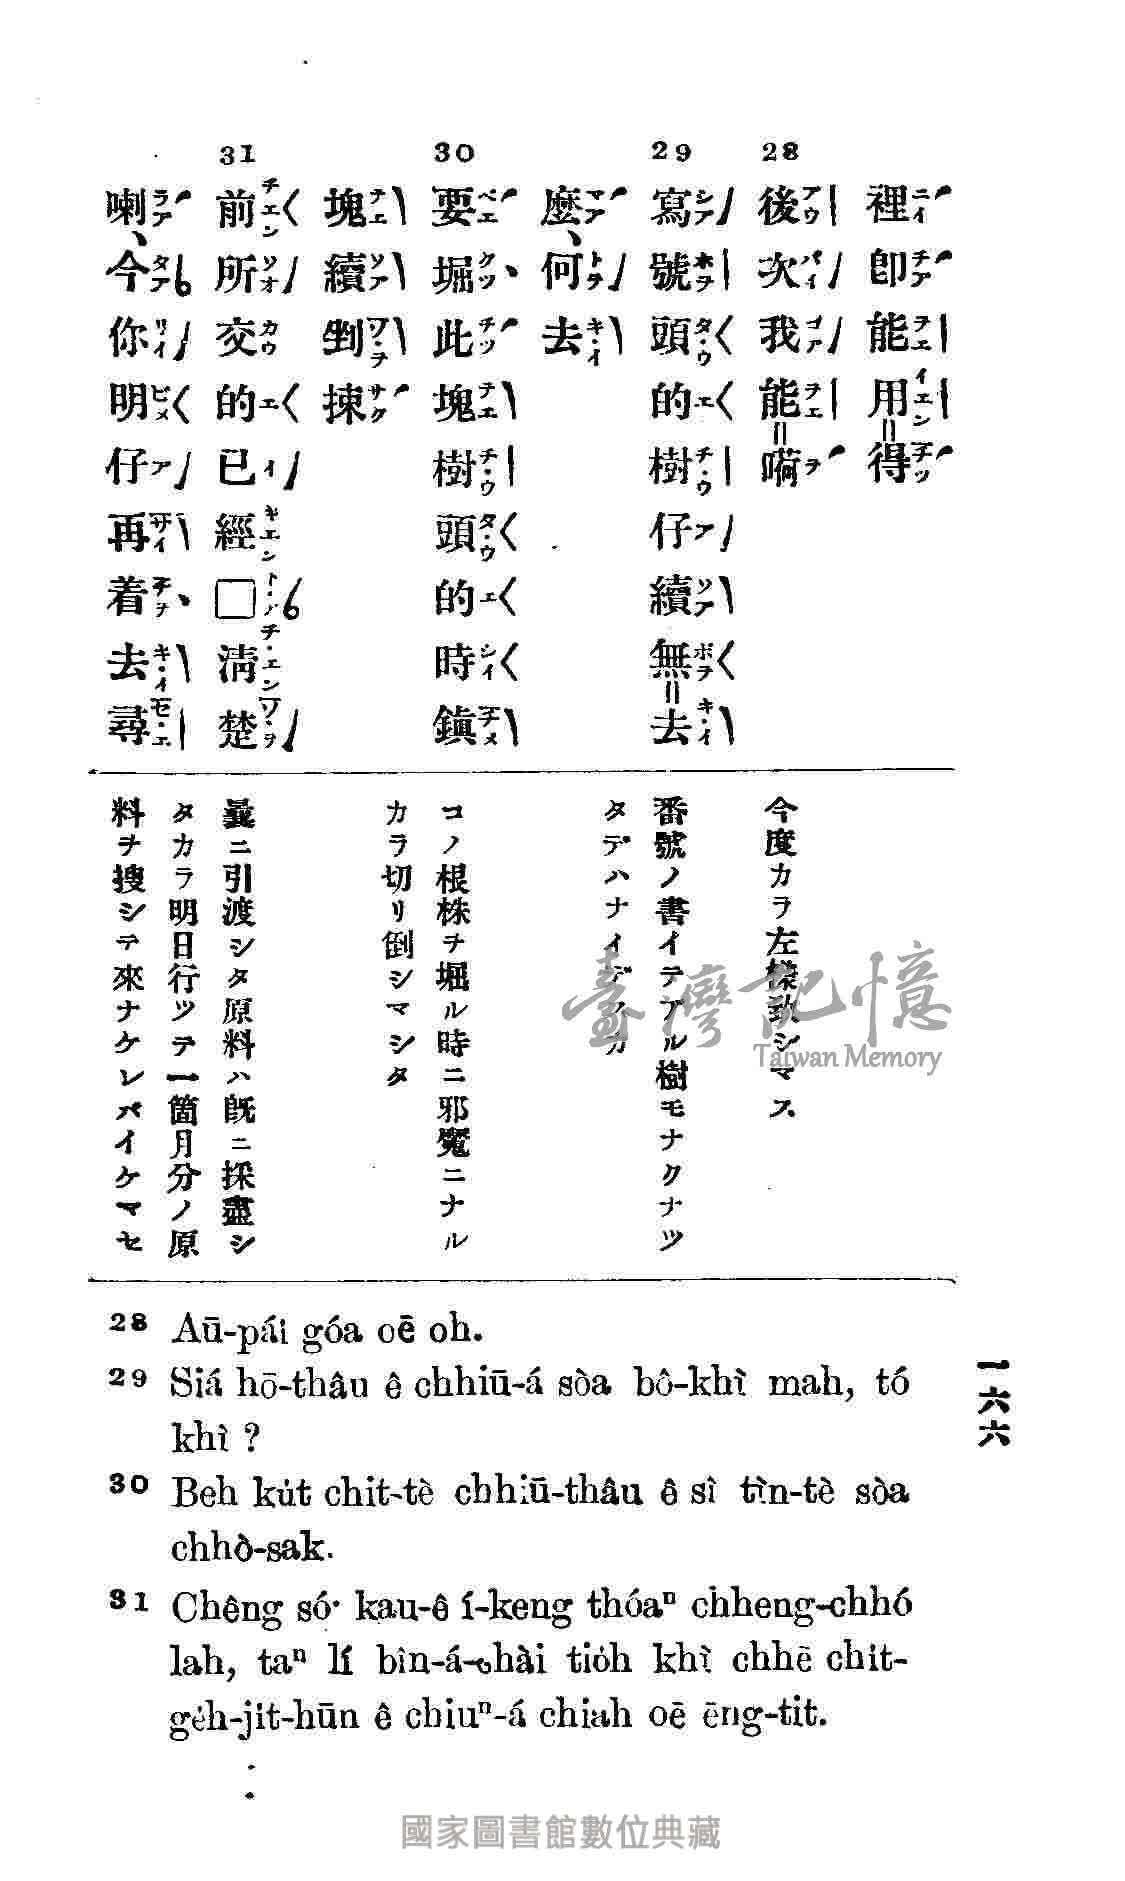 裡即能用得
28 後次我能嗬
29 寫號頭的樹仔續無去
麼、何去
30 要堀此塊樹頭的時鎭
塊續剉揀
31 前所交的已經□清楚
喇、今你明仔再着去尋
今度カラ左樣致シマス
番號ノ書イテアル樹モナクナツ
タデハナイデスカ
コノ根株ヲ堀ル時ニ邪魔ニナル
カラ切リ倒シマシタ
曩ニ引渡シタ原料ハ既ニ採盡シ
タカラ明日行ツテ一箇月分ノ原
料ヲ搜シテ來ナケレバイケマセ
28 Aū-pái góa oē oh.
29 Siá hō-thâu ê chhiū-á sòa bô-khì mah, tó
khì ?
30 Beh ku̍t chit-tè chhiū-thâu ê sî tìn-tè sòa
chhò-sak.
31 Chêng só· kau-ê í-keng thóaⁿ chheng-chhó
lah, taⁿ lí bîn-á-chài tio̍h khì chhē chit-
ge̍h-jit-hūn ê chiuⁿ-á chiah oē ēng-tit.
一六六
臺灣記憶
Taiwan Memory
國家圖書館數位典藏